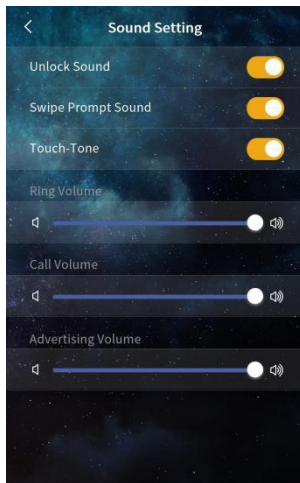 Sound Setting
Unlock Sound
Swipe Prompt Sound
Touch-Tone
Ring Volume
Call Volume
Advertising Volume